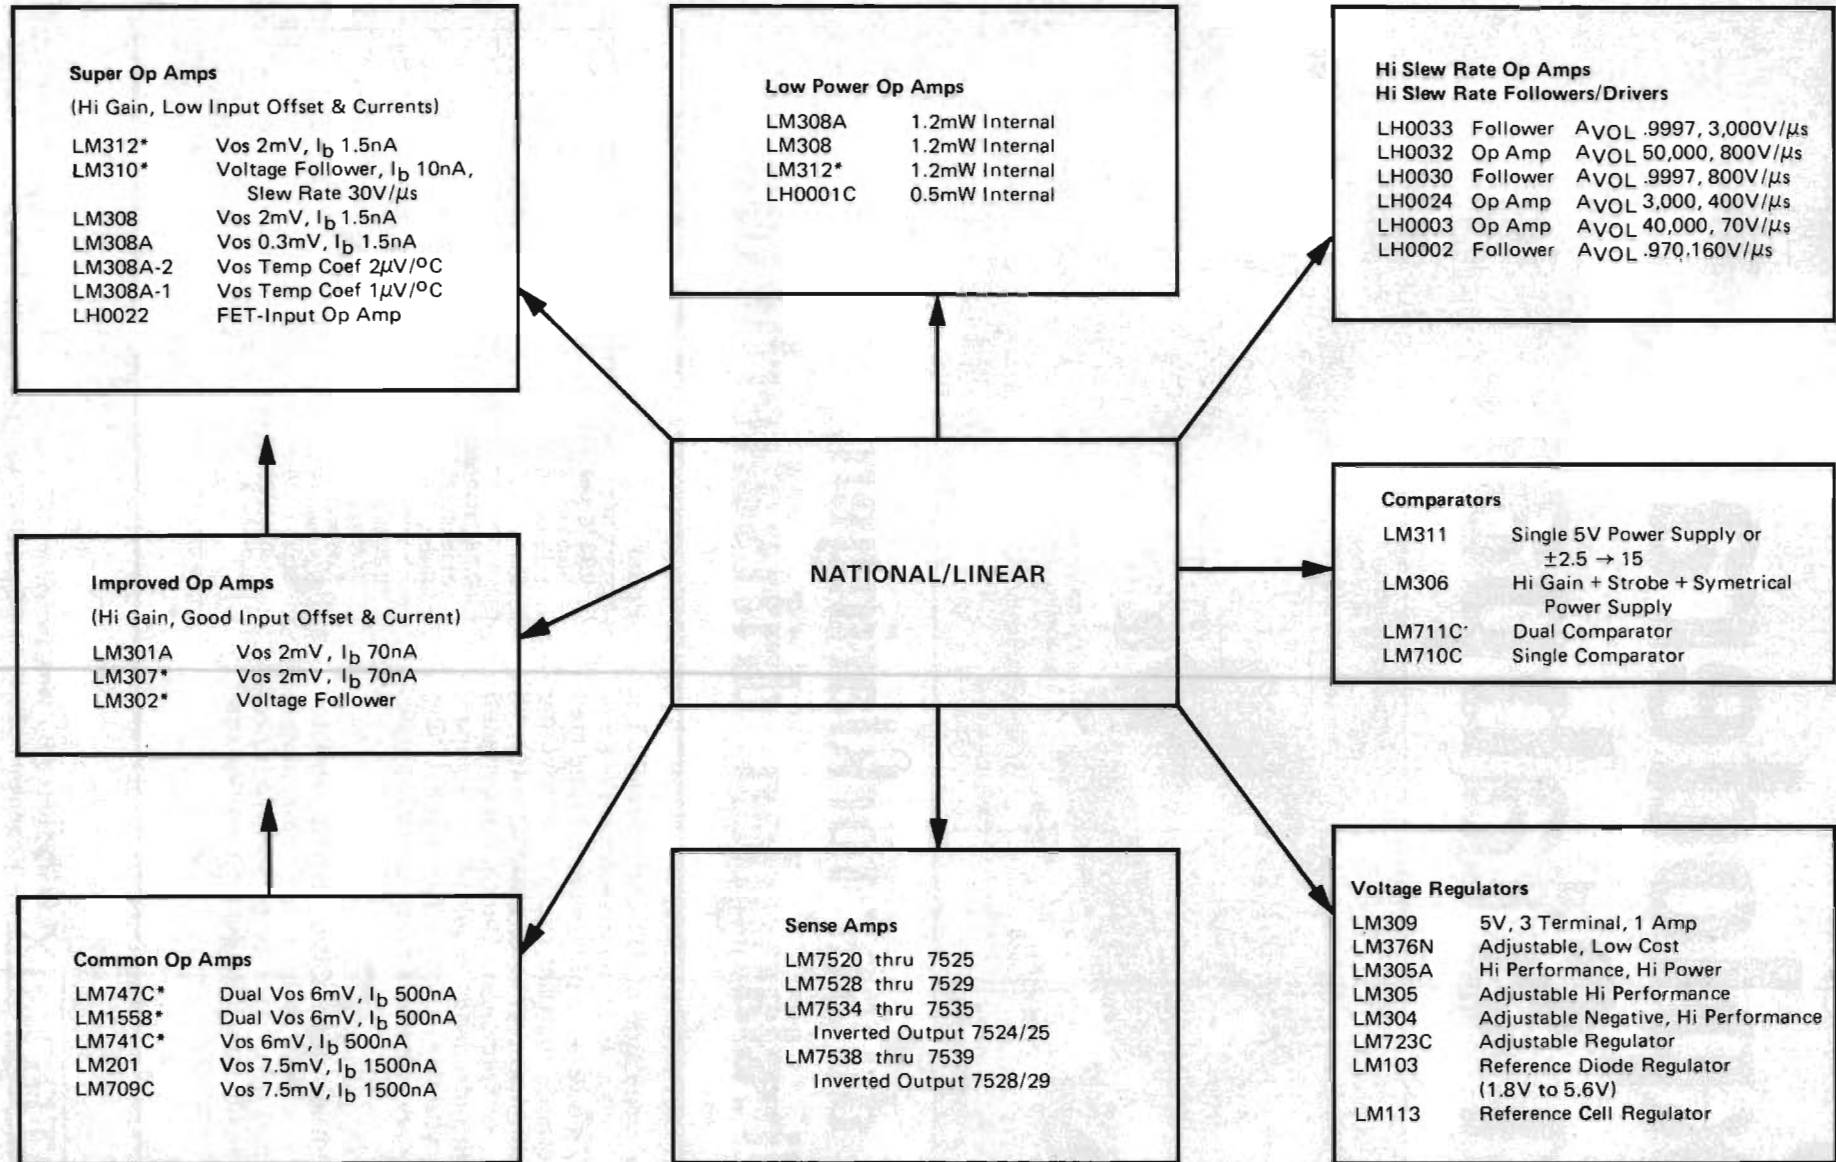 Super Op Amps
(Hi Gain, Low Input Offset & Currents)
LM312* Vos 2mV, Ib 1.5nA
LM310* Voltage Follower, Ib 10nA,
Slew Rate 30V/µs
LM308 Vos 2mV, Ib 1.5nA
LM308A Vos 0.3mV, Ib 1.5nA
LM308A-2 Vos Temp Coef 2µV/°C
LM308A-1 Vos Temp Coef 1µV/°C
LH0022 FET-Input Op Amp
Low Power Op Amps
LM308A 1.2mW Internal
LM308 1.2mW Internal
LM312* 1.2mW Internal
LH0001C 0.5mW Internal
Hi Slew Rate Op Amps
Hi Slew Rate Followers/Drivers
LH0033 Follower AVOL .9997, 3,000V/µs
LH0032 Op Amp AVOL 50,000, 800V/µs
LH0030 Follower AVOL .9997, 800V/µs
LH0024 Op Amp AVOL 3,000, 400V/µs
LH0003 Op Amp AVOL 40,000, 70V/µs
LH0002 Follower AVOL .970,160V/µs
Improved Op Amps
(Hi Gain, Good Input Offset & Current)
LM301A Vos 2mV, Ib 70nA
LM307* Vos 2mV, Ib 70nA
LM302* Voltage Follower
NATIONAL/LINEAR
Comparators
LM311 Single 5V Power Supply or
±2.5 → 15
LM306 Hi Gain + Strobe + Symetrical
Power Supply
LM711C Dual Comparator
LM710C Single Comparator
Common Op Amps
LM747C* Dual Vos 6mV, Ib 500nA
LM1558* Dual Vos 6mV, Ib 500nA
LM741C* Vos 6mV, Ib 500nA
LM201 Vos 7.5mV, Ib 1500nA
LM709C Vos 7.5mV, Ib 1500nA
Sense Amps
LM7520 thru 7525
LM7528 thru 7529
LM7534 thru 7535
Inverted Output 7524/25
LM7538 thru 7539
Inverted Output 7528/29
Voltage Regulators
LM309 5V, 3 Terminal, 1 Amp
LM376N Adjustable, Low Cost
LM305A Hi Performance, Hi Power
LM305 Adjustable Hi Performance
LM304 Adjustable Negative, Hi Performance
LM723C Adjustable Regulator
LM103 Reference Diode Regulator
(1.8V to 5.6V)
LM113 Reference Cell Regulator